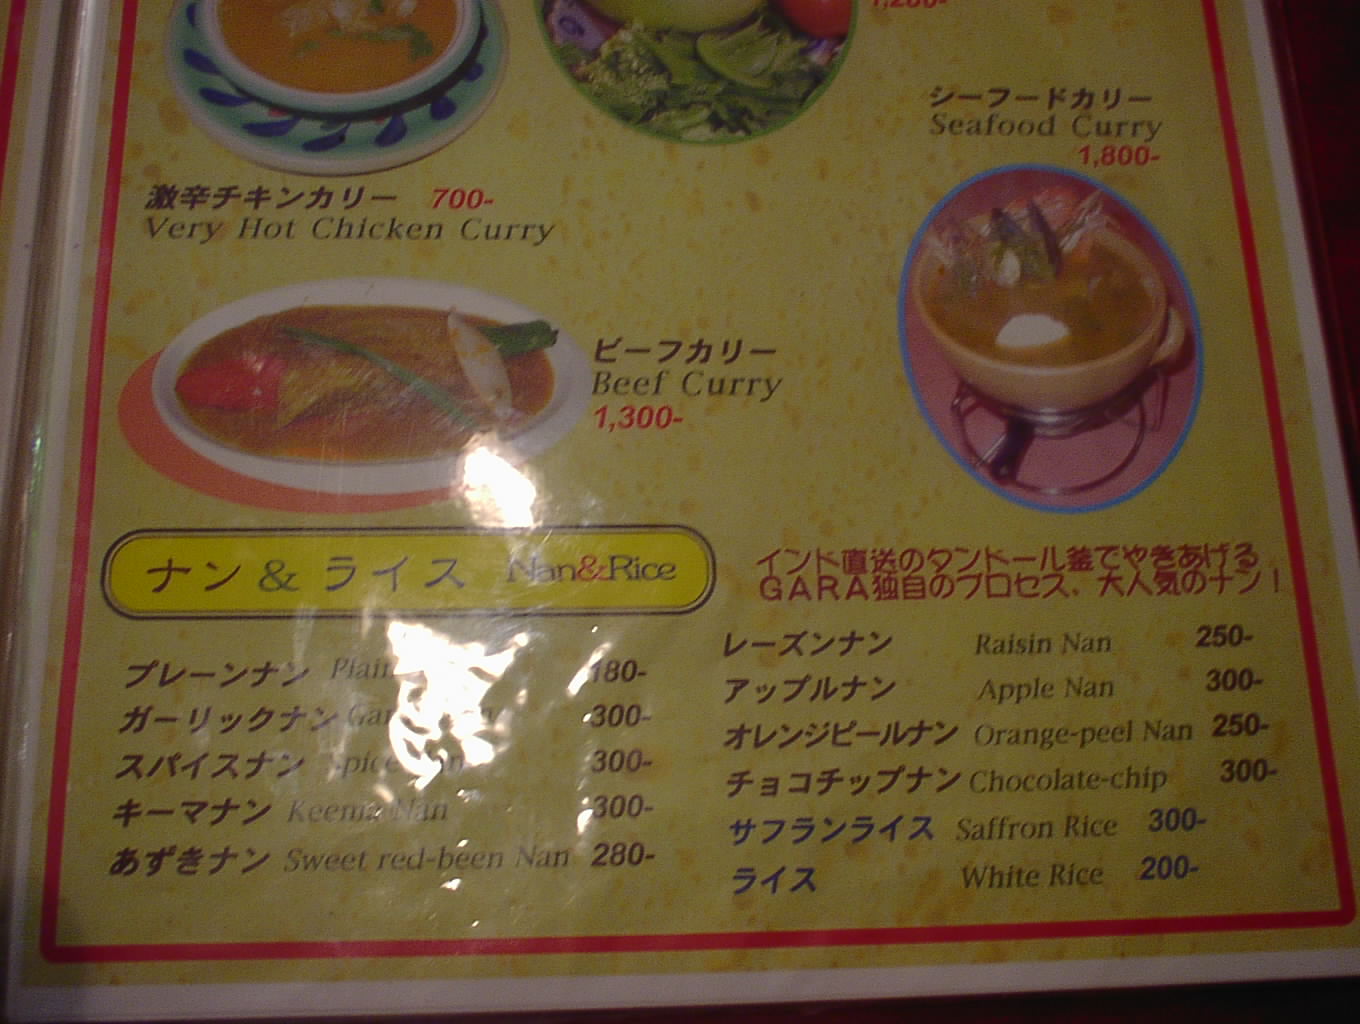 1,200-
シーフードカリー
Seafood Curry
1,800-
激辛チキンカリー 700-
Very Hot Chicken Curry
ビーフカリー
Beef Curry
1,300-
ナン & ライス Nan&Rice
プレーンナン Plain 180-
ガーリックナン 300-
スパイスナン 300-
キーマナン Keema Nan 300-
あずきナン Sweet red-been Nan 280-
インド直送のタンドール釜でやきあげる
GARA独自のプロセス、大人気のナン!
レーズンナン Raisin Nan 250-
アップルナン Apple Nan 300-
オレンジピールナン Orange-peel Nan 250-
チョコチップナン Chocolate-chip 300-
サフランライス Saffron Rice 300-
ライス White Rice 200-